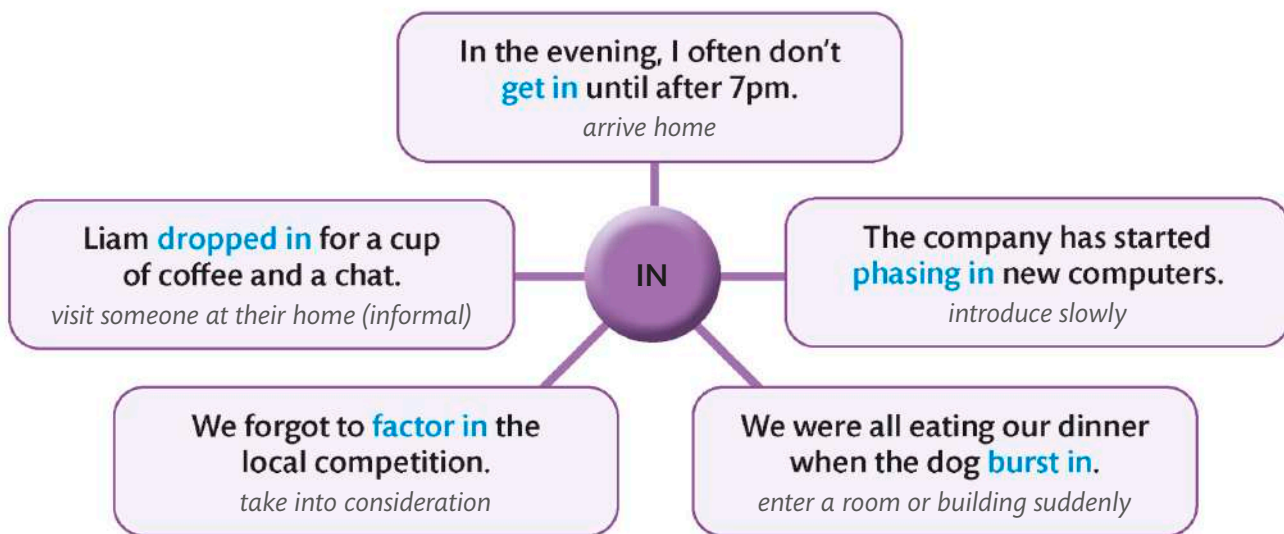 In the evening, I often don’t
get in until after 7pm.
arrive home
Liam dropped in for a cup
of coffee and a chat.
visit someone at their home (informal)
IN
The company has started
phasing in new computers.
introduce slowly
We forgot to factor in the
local competition.
take into consideration
We were all eating our dinner
when the dog burst in.
enter a room or building suddenly